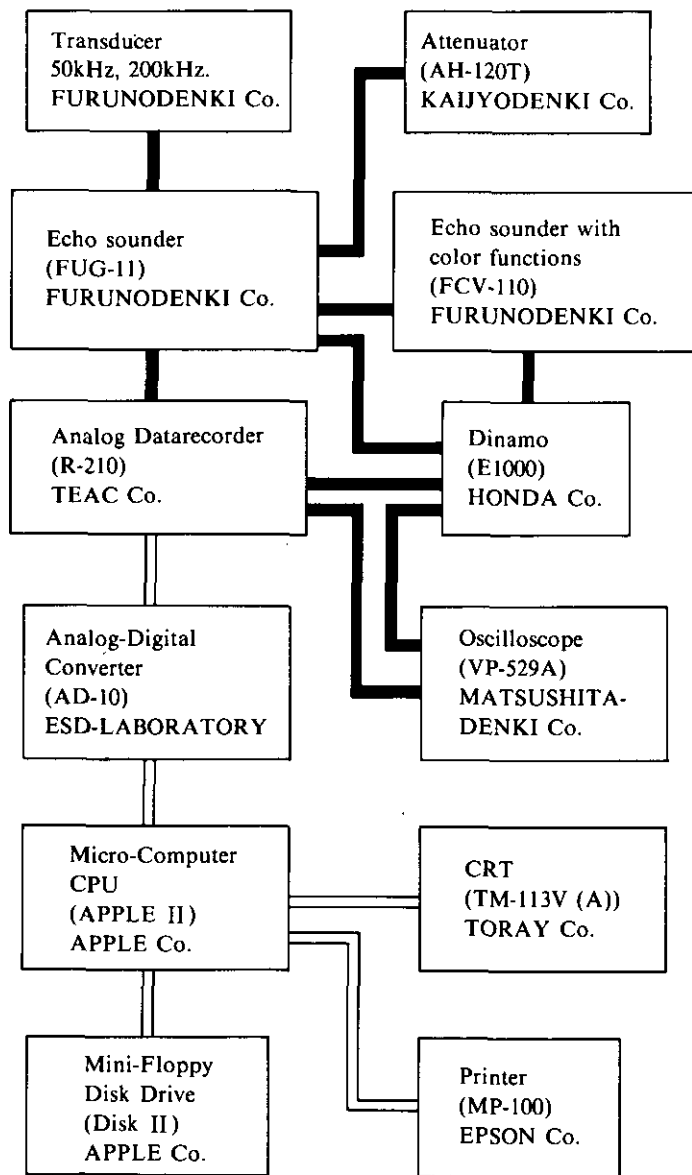 Transducer
50kHz, 200kHz.
FURUNODENKI Co.
Attenuator
(AH-120T)
KAIJYODENKI Co.
Echo sounder
(FUG-11)
FURUNODENKI Co.
Echo sounder with
color functions
(FCV-110)
FURUNODENKI Co.
Analog Datarecorder
(R-210)
TEAC Co.
Dinamo
(E1000)
HONDA Co.
Analog-Digital
Converter
(AD-10)
ESD-LABORATORY
Oscilloscope
(VP-529A)
MATSUSHITA-
DENKI Co.
Micro-Computer
CPU
(APPLE II)
APPLE Co.
CRT
(TM-113V (A))
TORAY Co.
Mini-Floppy
Disk Drive
(Disk II)
APPLE Co.
Printer
(MP-100)
EPSON Co.